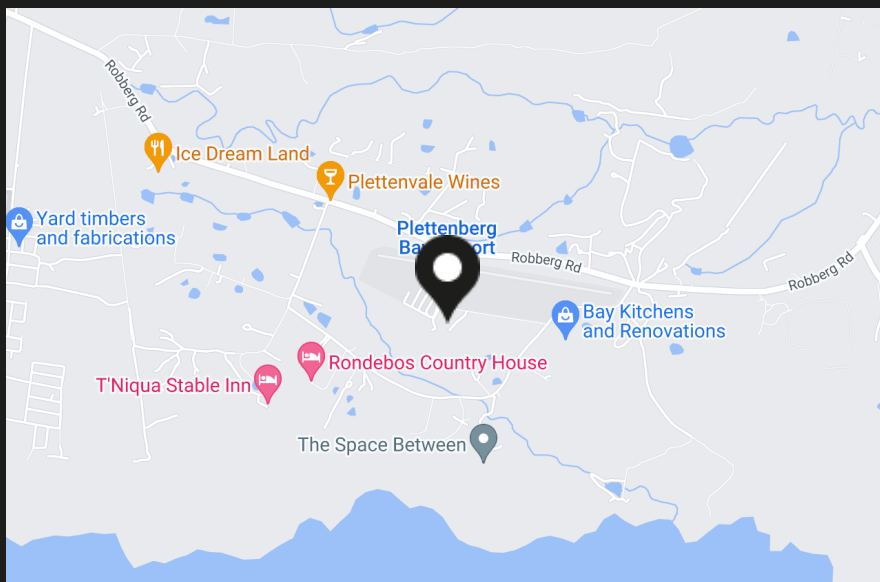 Robberg Rd
Ice Dream Land
Plettenvale Wines
Yard timbers
and fabrications
Plettenberg
Robberg Rd
Robberg Rd
Bay Kitchens
and Renovations
Rondebos Country House
T'Niqua Stable Inn
The Space Between